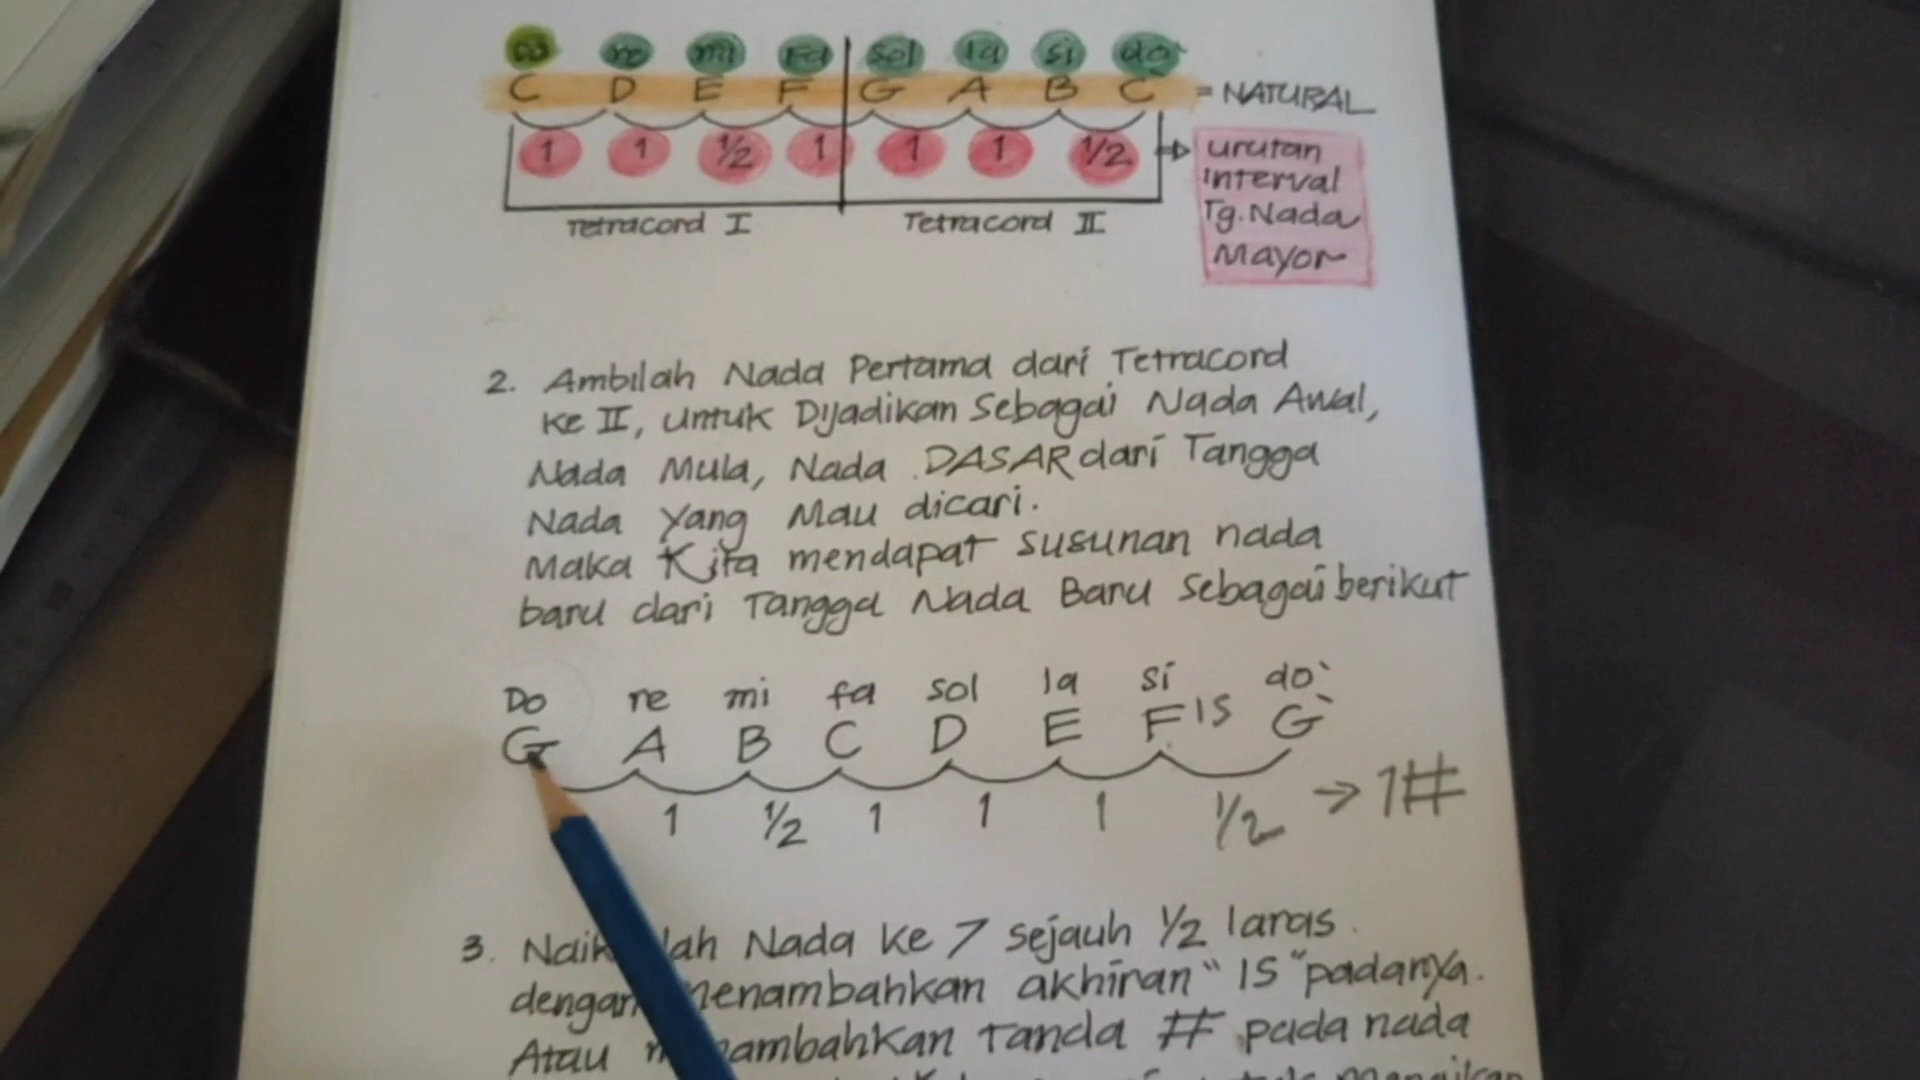 Do re mi Fa sol la si do`
C D E F G A B C` = NATURAL
1 1 1/2 1 1 1 1/2
urutan
interval
Tg. Nada
Mayor
Tetracord I Tetracord II
2. Ambilah Nada Pertama dari Tetracord
Ke II, untuk Dijadikan Sebagai Nada Awal,
Nada Mula, Nada DASAR dari Tangga
Nada Yang Mau dicari.
Maka Kita mendapat susunan nada
baru dari Tangga Nada Baru sebagai berikut
Do re mi fa sol la si do`
G A B C D E FIS G`
1 1/2 1 1 1 1/2 → 1#
3. Nada Ke 7 sejauh 1/2 laras.
dengan menambahkan akhiran "IS" padanya.
Atau Tanda # pada nada